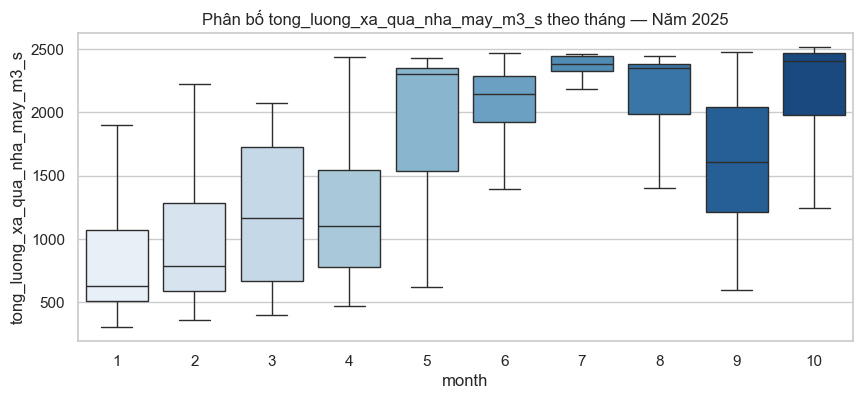 Phân bố tong_luong_xa_qua_nha_may_m3_s theo tháng — Năm 2025
tong_luong_xa_qua_nha_may_m3_s
2500
2000
1500
1000
500
1 2 3 4 5 6 7 8 9 10
month